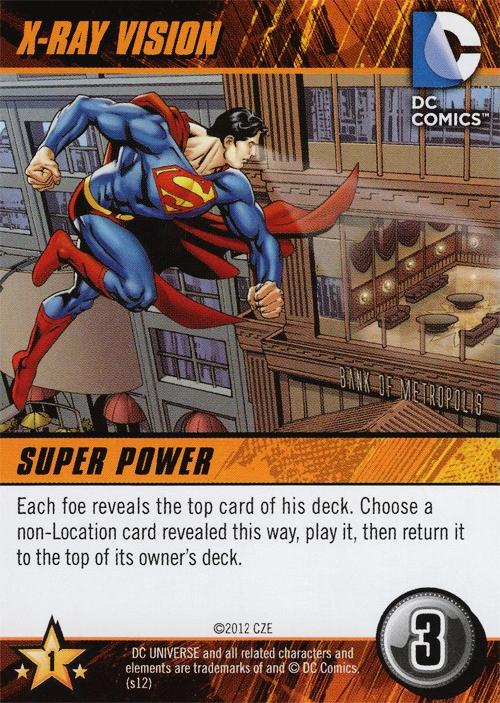 X-RAY VISION
DC
DC
COMICS™
S
BANK OF METROPOLIS
SUPER POWER
Each foe reveals the top card of his deck. Choose a
non-Location card revealed this way, play it, then return it
to the top of its owner's deck.
©2012 CZE
1
DC UNIVERSE and all related characters and
elements are trademarks of and © DC Comics.
(s12)
3